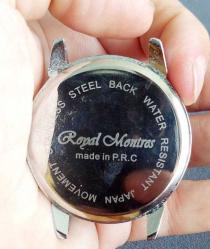 STEEL BACK WATER RESISTANT JAPAN MOVEMENT
Royal Montres
made in P.R.C